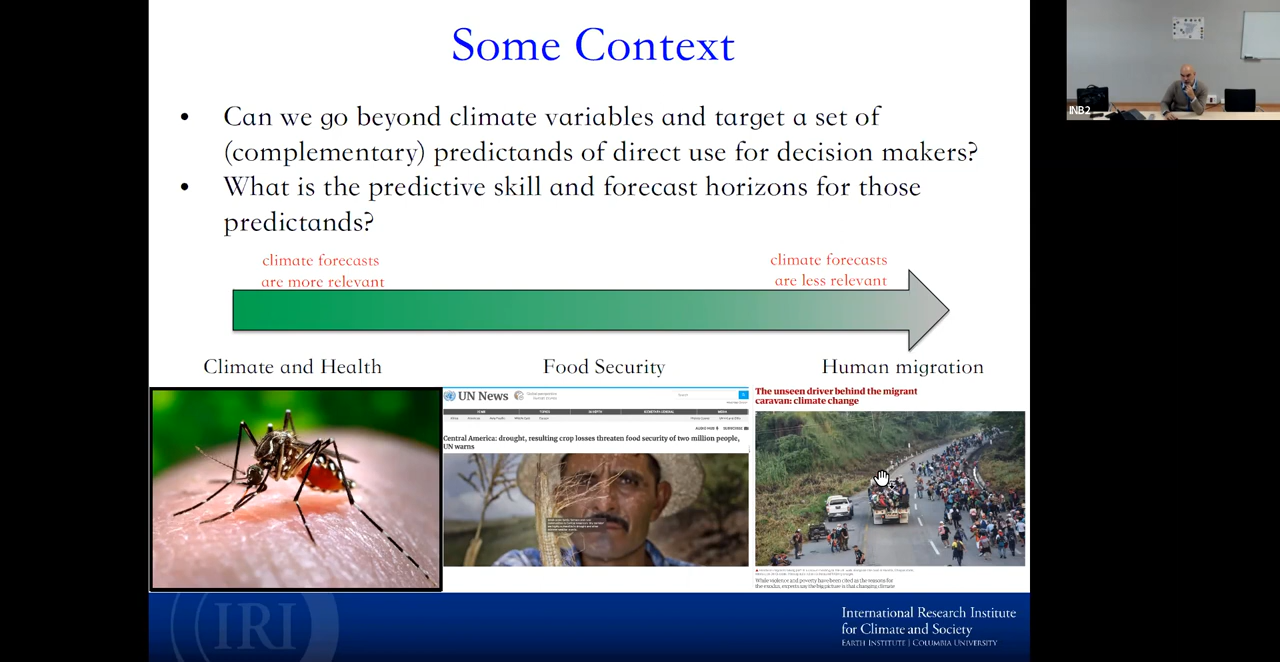 Some Context
• Can we go beyond climate variables and target a set of
(complementary) predictands of direct use for decision makers?
• What is the predictive skill and forecast horizons for those
predictands?
climate forecasts
are more relevant
climate forecasts
are less relevant
Climate and Health
Food Security
Human migration
UN News
Central America: drought, resulting crop losses threaten food security of two million people,
UN warns
The unseen driver behind the migrant
caravan: climate change
While violence and poverty have been cited as the reasons for
the exodus, experts say the big picture is that changing climate
IRI
International Research Institute
for Climate and Society
EARTH INSTITUTE | COLUMBIA UNIVERSITY
INB2